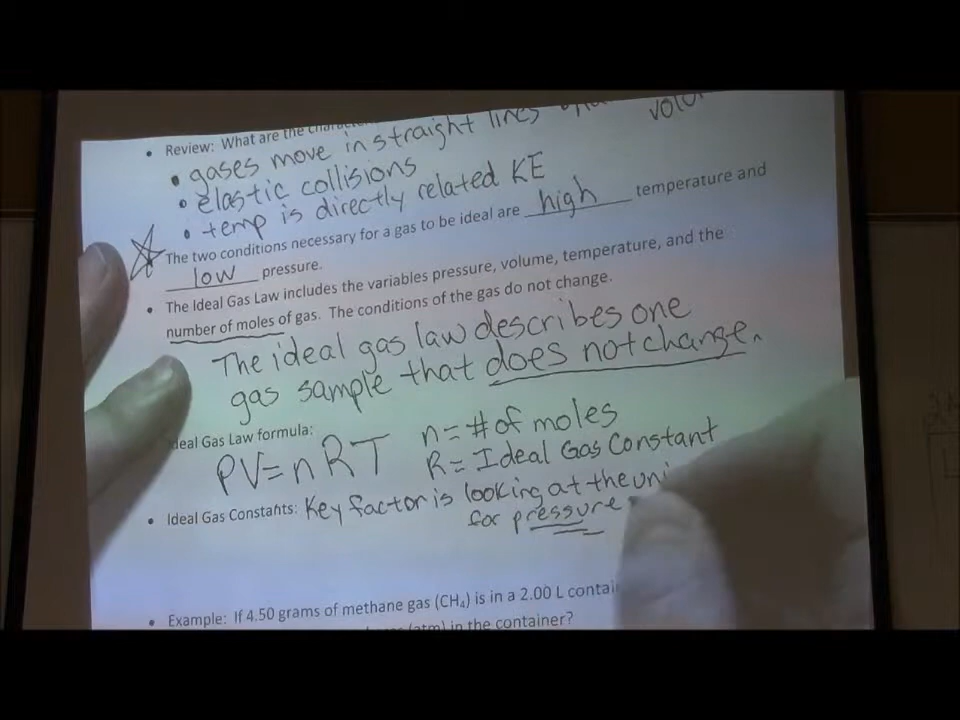 • Review: What are the
• gases move in straight lines
• elastic collisions
• temp is directly related KE
The two conditions necessary for a gas to be ideal are high temperature and
low pressure.
• The Ideal Gas Law includes the variables pressure, volume, temperature, and the
number of moles of gas. The conditions of the gas do not change.
The ideal gas law describes one
gas sample that does not change.
deal Gas Law formula:
PV=nRT
n=#of moles
R=Ideal Gas Constant
• Ideal Gas Constants: Key factor is looking at the uni
for pressure
• Example: If 4.50 grams of methane gas (CH₄) is in a 2.00 L contai
(atm) in the container?